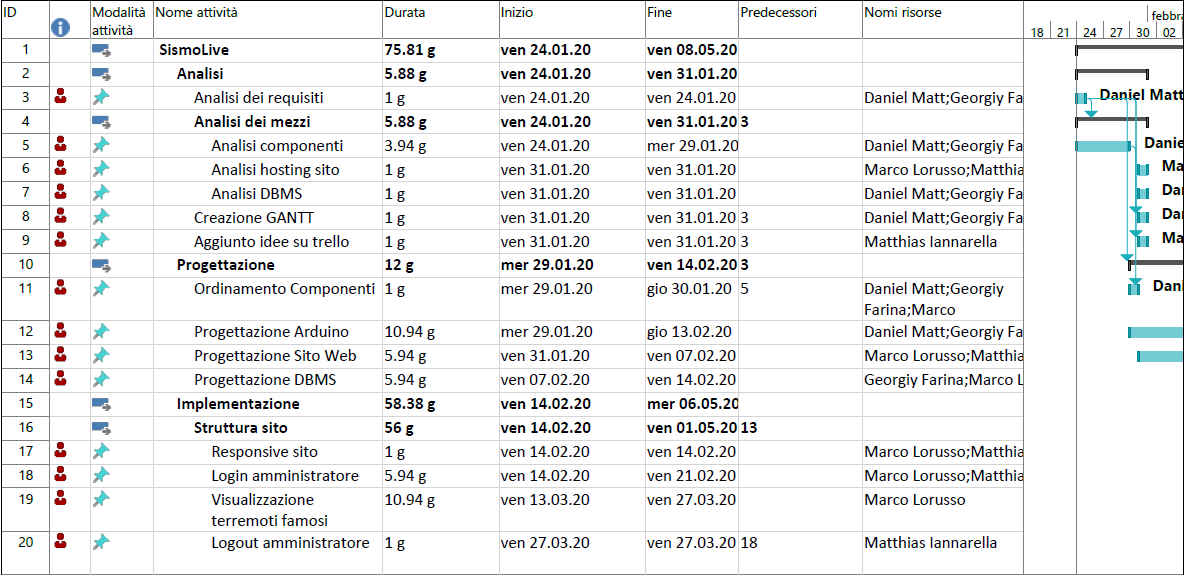 ID Modalità attività Nome attività Durata Inizio Fine Predecessori Nomi risorse
febbra
18 21 24 27 30 02
1 SismoLive 75.81 g ven 24.01.20 ven 08.05.20
2 Analisi 5.88 g ven 24.01.20 ven 31.01.20
3 Analisi dei requisiti 1 g ven 24.01.20 ven 24.01.20 Daniel Matt;Georgiy Fa Daniel Matt
4 Analisi dei mezzi 5.88 g ven 24.01.20 ven 31.01.20 3
5 Analisi componenti 3.94 g ven 24.01.20 mer 29.01.20 Daniel Matt;Georgiy Fa Danie
6 Analisi hosting sito 1 g ven 31.01.20 ven 31.01.20 Marco Lorusso;Matthia Ma
7 Analisi DBMS 1 g ven 31.01.20 ven 31.01.20 Daniel Matt;Georgiy Fa Da
8 Creazione GANTT 1 g ven 31.01.20 ven 31.01.20 3 Daniel Matt;Georgiy Fa Da
9 Aggiunto idee su trello 1 g ven 31.01.20 ven 31.01.20 3 Matthias Iannarella Ma
10 Progettazione 12 g mer 29.01.20 ven 14.02.20 3
11 Ordinamento Componenti 1 g mer 29.01.20 gio 30.01.20 5 Daniel Matt;Georgiy Dani
Farina;Marco
12 Progettazione Arduino 10.94 g mer 29.01.20 gio 13.02.20 Daniel Matt;Georgiy Fa
13 Progettazione Sito Web 5.94 g ven 31.01.20 ven 07.02.20 Marco Lorusso;Matthia
14 Progettazione DBMS 5.94 g ven 07.02.20 ven 14.02.20 Georgiy Farina;Marco L
15 Implementazione 58.38 g ven 14.02.20 mer 06.05.20
16 Struttura sito 56 g ven 14.02.20 ven 01.05.20 13
17 Responsive sito 1 g ven 14.02.20 ven 14.02.20 Marco Lorusso;Matthia
18 Login amministratore 5.94 g ven 14.02.20 ven 21.02.20 Marco Lorusso;Matthia
19 Visualizzazione 10.94 g ven 13.03.20 ven 27.03.20 Marco Lorusso
terremoti famosi
20 Logout amministratore 1 g ven 27.03.20 ven 27.03.20 18 Matthias Iannarella